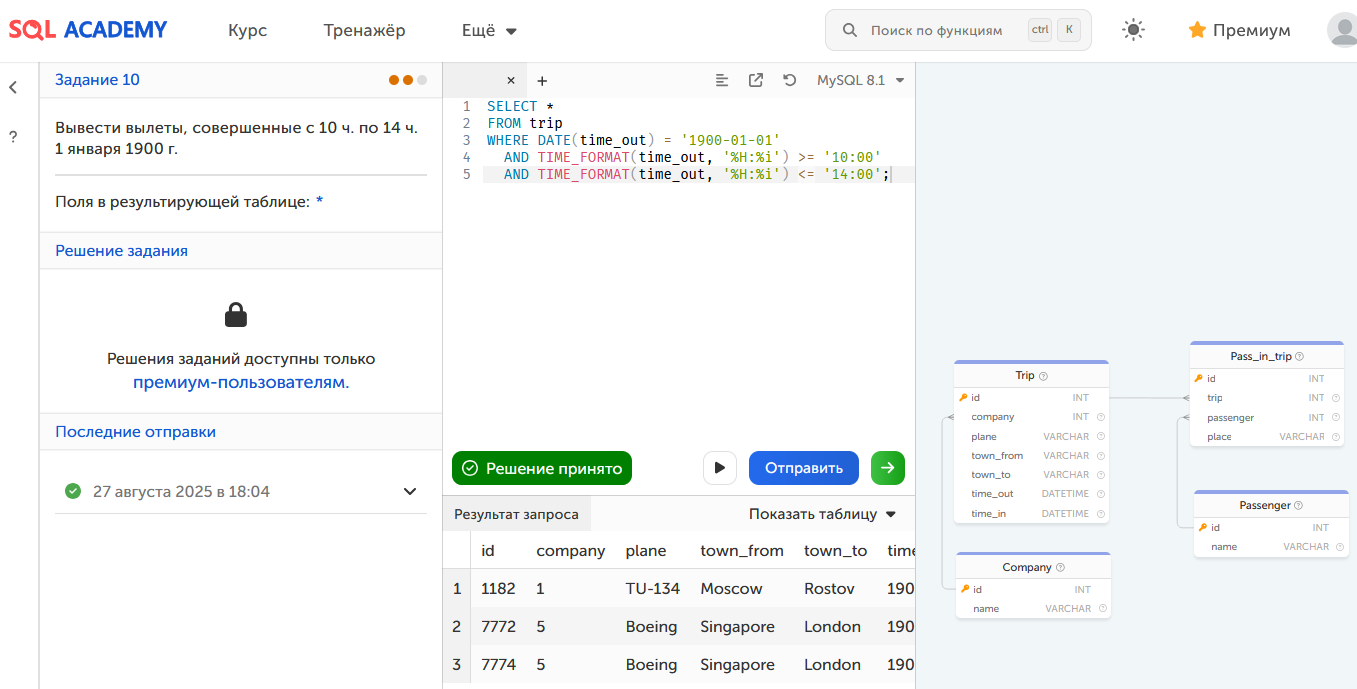 SQL ACADEMY
Курс
Тренажёр
Ещё
Поиск по функциям
ctrl
K
Премиум
Задание 10
Вывести вылеты, совершенные с 10 ч. по 14 ч.
1 января 1900 г.
Поля в результирующей таблице: *
Решение задания
Решения заданий доступны только
премиум-пользователям.
Последние отправки
27 августа 2025 в 18:04
?
× +
MySQL 8.1
1 SELECT *
2 FROM trip
3 WHERE DATE(time_out) = '1900-01-01'
4 AND TIME_FORMAT(time_out, '%H:%i') >= '10:00'
5 AND TIME_FORMAT(time_out, '%H:%i') <= '14:00';
Решение принято
Отправить
Результат запроса
Показать таблицу
id company plane town_from town_to time
1 1182 1 TU-134 Moscow Rostov 190
2 7772 5 Boeing Singapore London 190
3 7774 5 Boeing Singapore London 190
Trip ?
id INT
company INT ?
plane VARCHAR ?
town_from VARCHAR ?
town_to VARCHAR ?
time_out DATETIME ?
time_in DATETIME ?
Company ?
id INT
name VARCHAR ?
Pass_in_trip ?
id INT
trip INT ?
passenger INT ?
place VARCHAR ?
Passenger ?
id INT
name VARCHAR ?